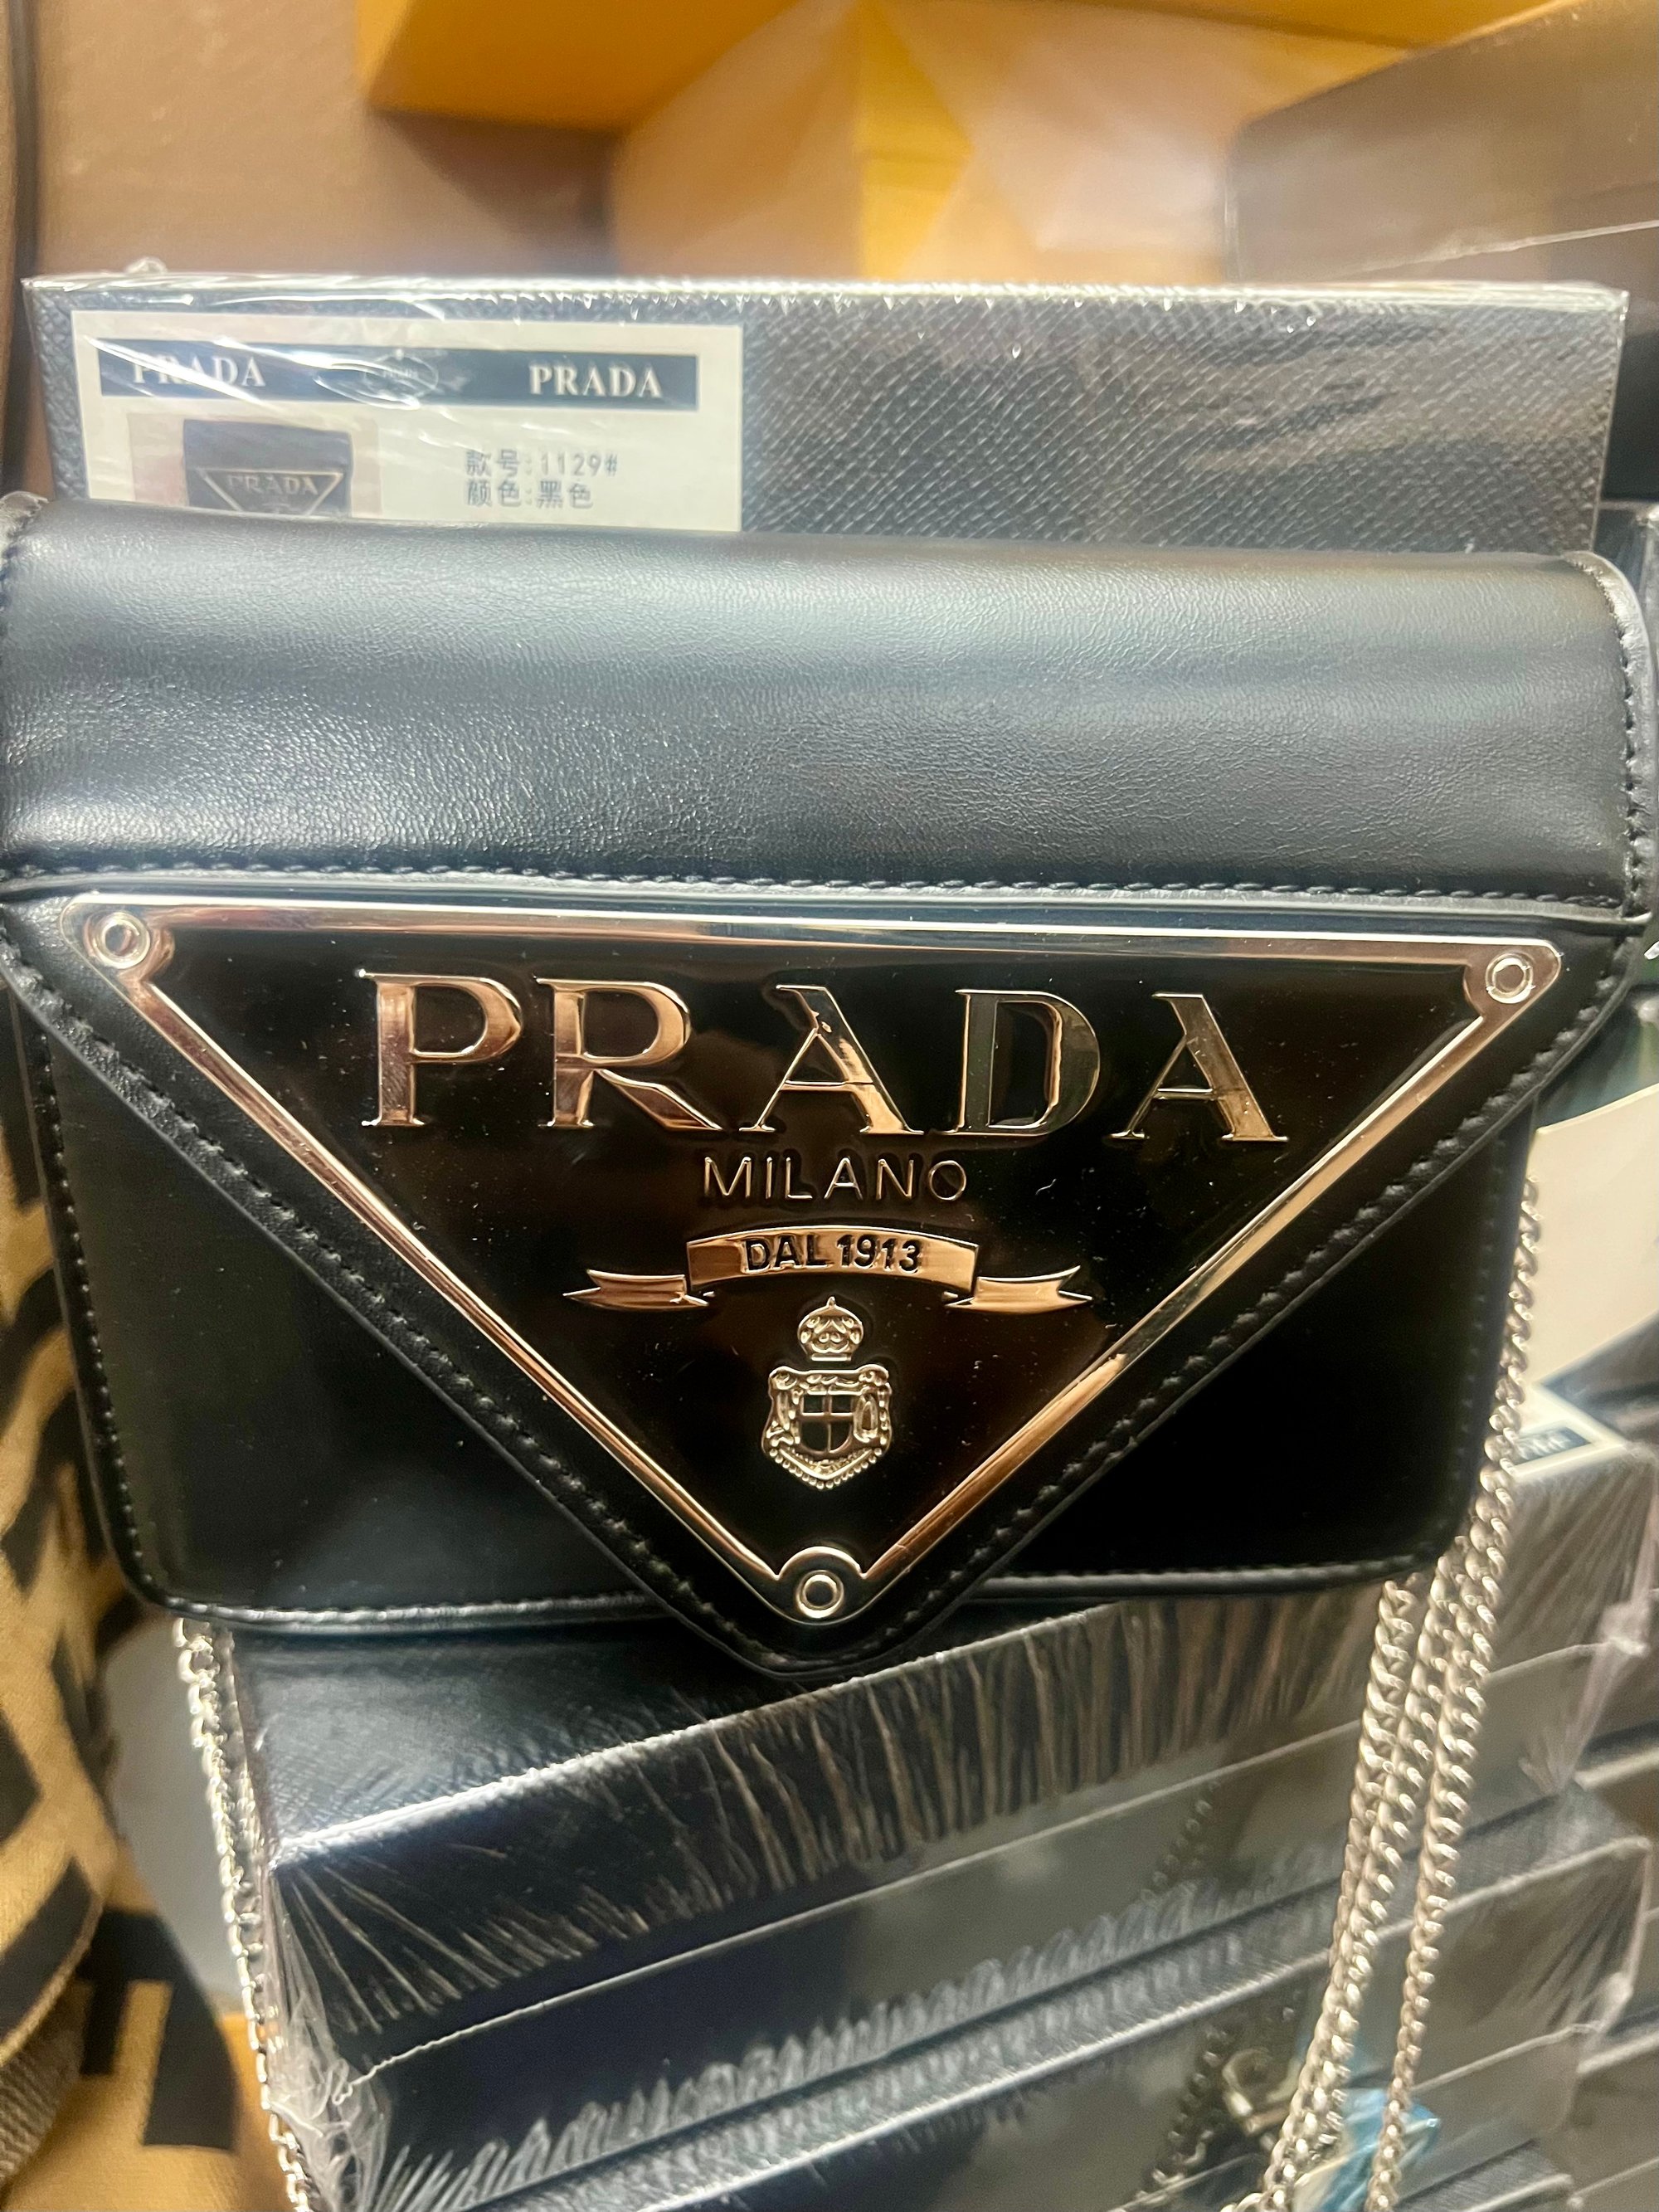 PRADA PRADA
款号:1129#
颜色:黑色
PRADA
PRADA
MILANO
DAL 1913